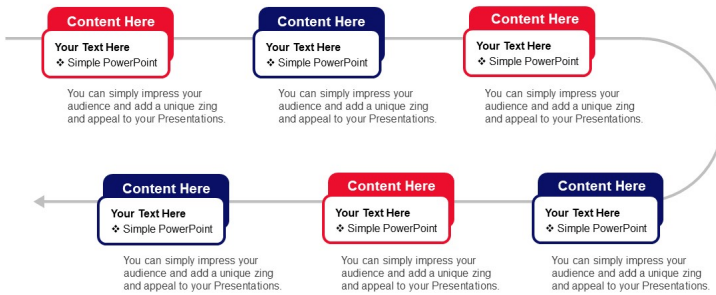 Content Here
Your Text Here
❖ Simple PowerPoint
You can simply impress your
audience and add a unique zing
and appeal to your Presentations.
Content Here
Your Text Here
❖ Simple PowerPoint
You can simply impress your
audience and add a unique zing
and appeal to your Presentations.
Content Here
Your Text Here
❖ Simple PowerPoint
You can simply impress your
audience and add a unique zing
and appeal to your Presentations.
Content Here
Your Text Here
❖ Simple PowerPoint
You can simply impress your
audience and add a unique zing
and appeal to your Presentations.
Content Here
Your Text Here
❖ Simple PowerPoint
You can simply impress your
audience and add a unique zing
and appeal to your Presentations.
Content Here
Your Text Here
❖ Simple PowerPoint
You can simply impress your
audience and add a unique zing
and appeal to your Presentations.